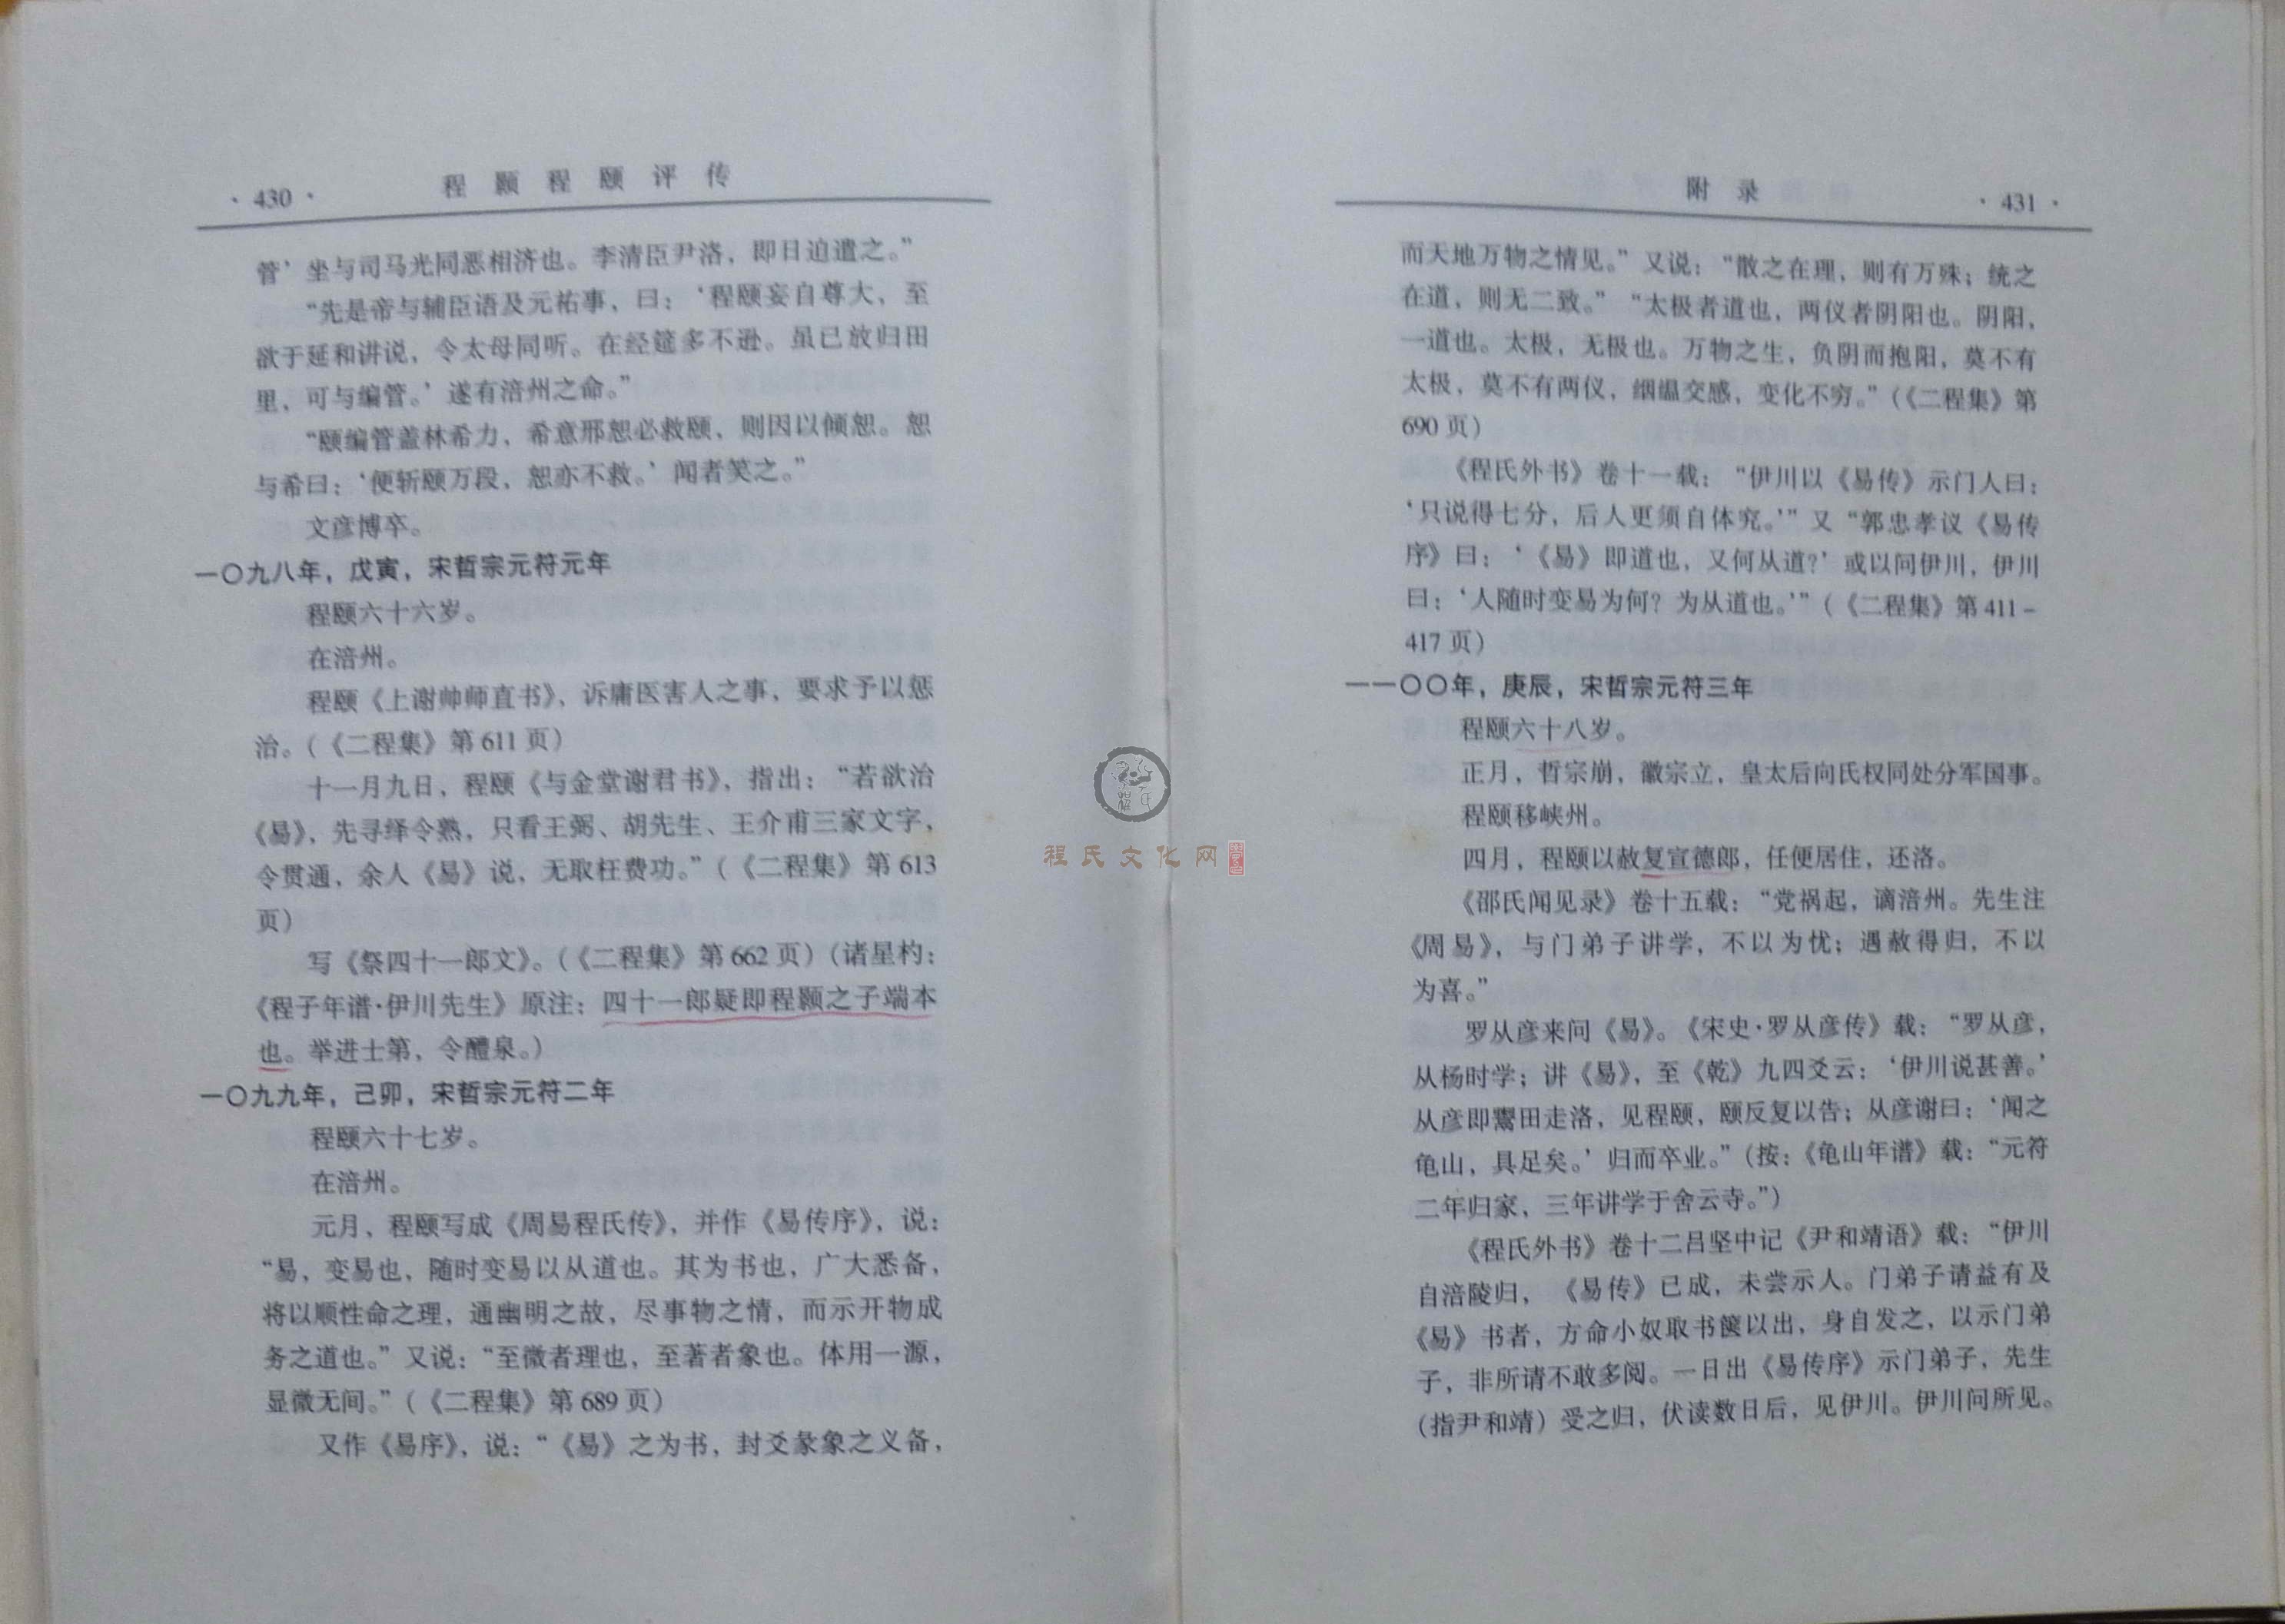 · 430 ·
程颢程颐评传
管’坐与司马光同恶相济也。李清臣尹洛，即日迫遣之。”
“先是帝与辅臣语及元祐事，曰：‘程颐妄自尊大，至
欲于延和讲说，令太母同听。在经筵多不逊。虽已放归田
里，可与编管。’遂有涪州之命。”
“颐编管盖林希力，希意邢恕必救颐，则因以倾恕。恕
与希曰：‘便斩颐万段，恕亦不救。’闻者笑之。”
文彦博卒。
一〇九八年，戊寅，宋哲宗元符元年
程颐六十六岁。
在涪州。
程颐《上谢帅师直书》，诉庸医害人之事，要求予以惩
治。（《二程集》第 611 页）
十一月九日，程颐《与金堂谢君书》，指出：“若欲治
《易》，先寻绎令熟，只看王弼、胡先生、王介甫三家文字，
令贯通，余人《易》说，无取枉费功。”（《二程集》第 613
页）
写《祭四十一郎文》。（《二程集》第 662 页）（诸星杓：
《程子年谱·伊川先生》原注：四十一郎疑即程颢之子端本
也。举进士第，令醴泉。）
一〇九九年，己卯，宋哲宗元符二年
程颐六十七岁。
在涪州。
元月，程颐写成《周易程氏传》，并作《易传序》，说：
“易，变易也，随时变易以从道也。其为书也，广大悉备，
将以顺性命之理，通幽明之故，尽事物之情，而示开物成
务之道也。”又说：“至微者理也，至著者象也。体用一源，
显微无间。”（《二程集》第 689 页）
又作《易序》，说：“《易》之为书，封爻彖象之义备，
附录
· 431 ·
而天地万物之情见。”又说：“散之在理，则有万殊；统之
在道，则无二致。”“太极者道也，两仪者阴阳也。阴阳，
一道也。太极，无极也。万物之生，负阴而抱阳，莫不有
太极，莫不有两仪，絪缊交感，变化不穷。”（《二程集》第
690 页）
《程氏外书》卷十一载：“伊川以《易传》示门人曰：
‘只说得七分，后人更须自体究。’”又“郭忠孝议《易传
序》曰：‘《易》即道也，又何从道？’或以问伊川，伊川
曰：‘人随时变易为何？为从道也。’”（《二程集》第 411－
417 页）
一一〇〇年，庚辰，宋哲宗元符三年
程颐六十八岁。
正月，哲宗崩，徽宗立，皇太后向氏权同处分军国事。
程颐移峡州。
四月，程颐以赦复宣德郎，任便居住，还洛。
《邵氏闻见录》卷十五载：“党祸起，谪涪州。先生注
《周易》，与门弟子讲学，不以为忧；遇赦得归，不以
为喜。”
罗从彦来问《易》。《宋史·罗从彦传》载：“罗从彦，
从杨时学；讲《易》，至《乾》九四爻云：‘伊川说甚善。’
从彦即鬻田走洛，见程颐，颐反复以告；从彦谢曰：‘闻之
龟山，具足矣。’归而卒业。”（按：《龟山年谱》载：“元符
二年归家，三年讲学于舍云寺。”）
《程氏外书》卷十二吕坚中记《尹和靖语》载：“伊川
自涪陵归，《易传》已成，未尝示人。门弟子请益有及
《易》书者，方命小奴取书箧以出，身自发之，以示门弟
子，非所请不敢多阅。一日出《易传序》示门弟子，先生
（指尹和靖）受之归，伏读数日后，见伊川。伊川问所见。
程氏文化网